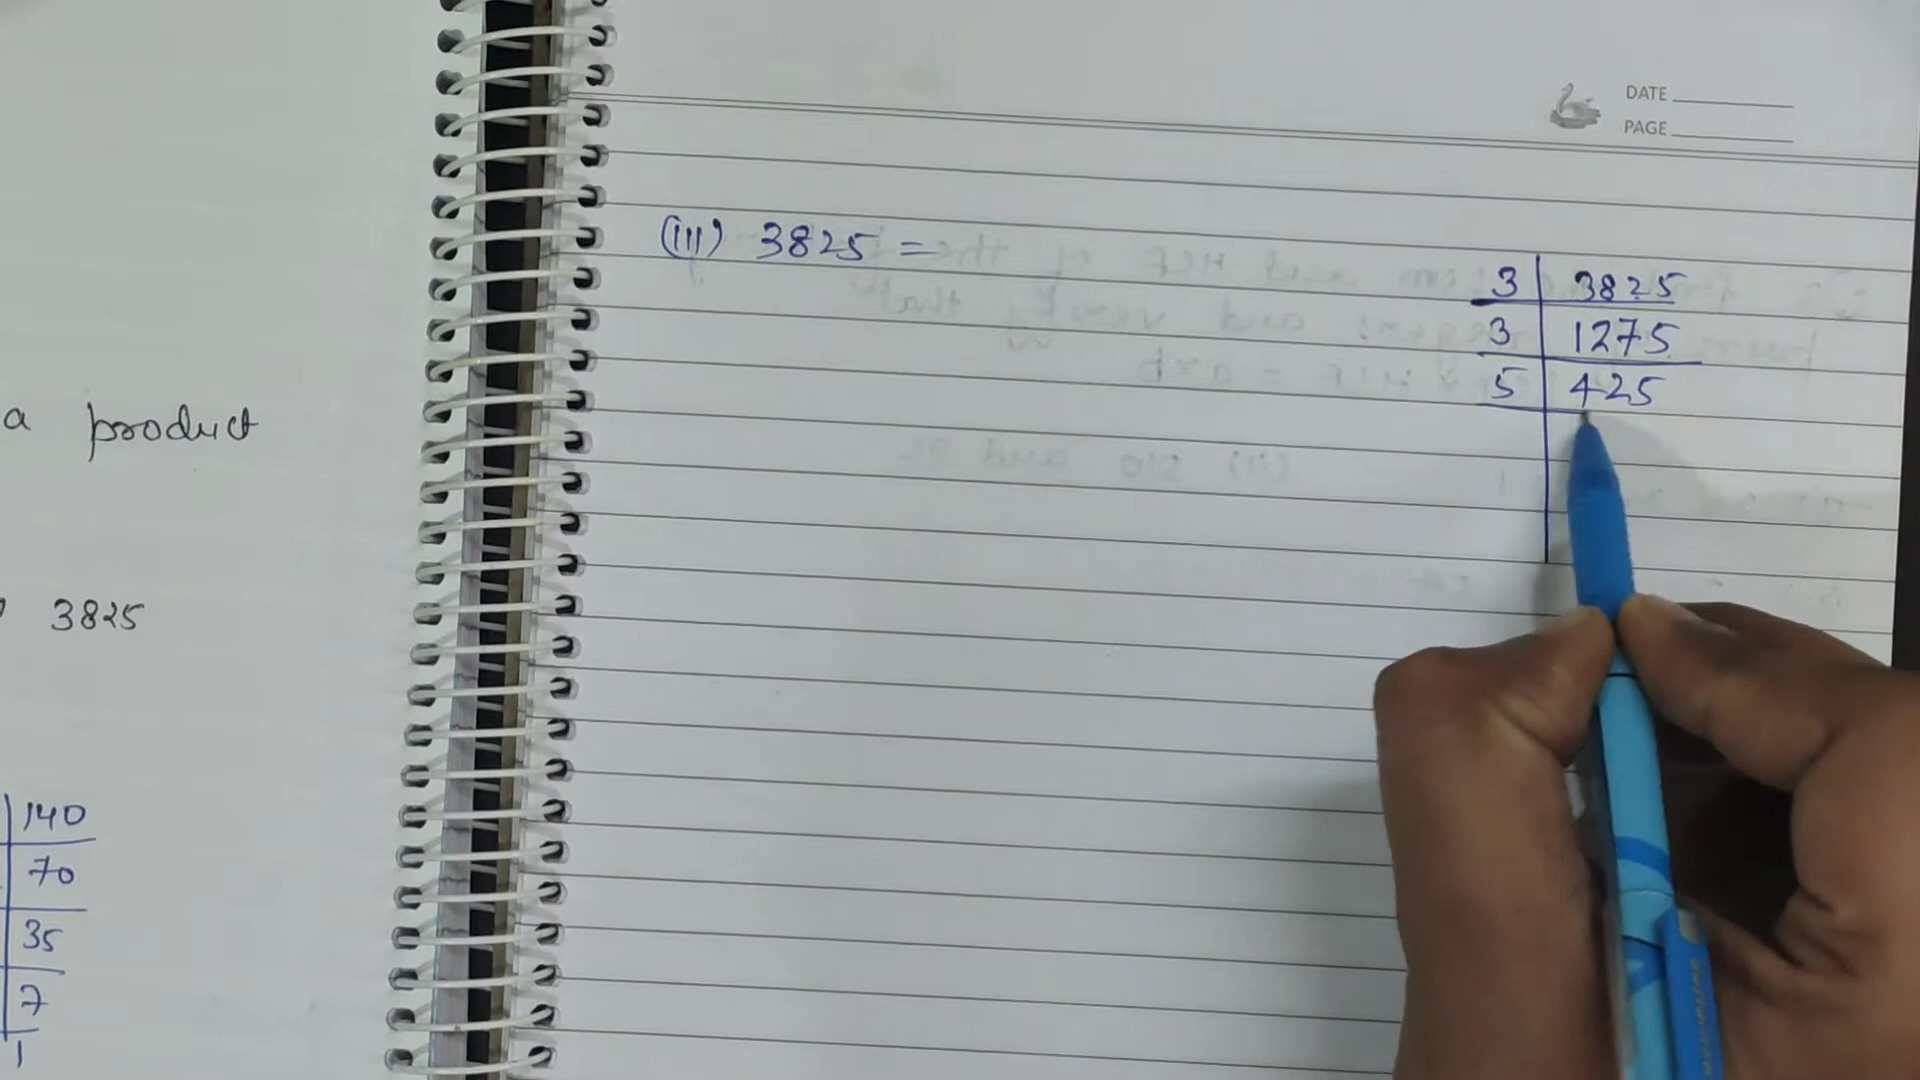 a product
3825
140
70
35
7
1
DATE
PAGE
(iii) 3825 =
3 3825
3 1275
5 425